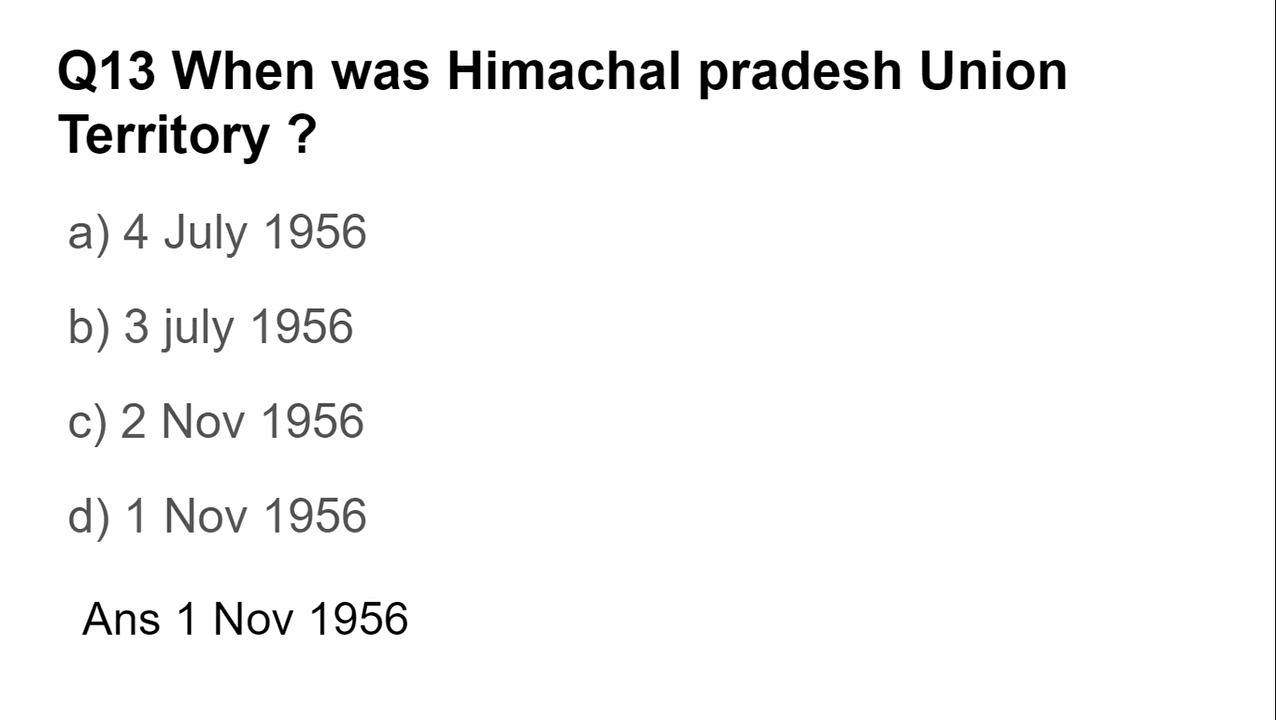 Q13 When was Himachal pradesh Union
Territory ?
a) 4 July 1956
b) 3 july 1956
c) 2 Nov 1956
d) 1 Nov 1956
Ans 1 Nov 1956